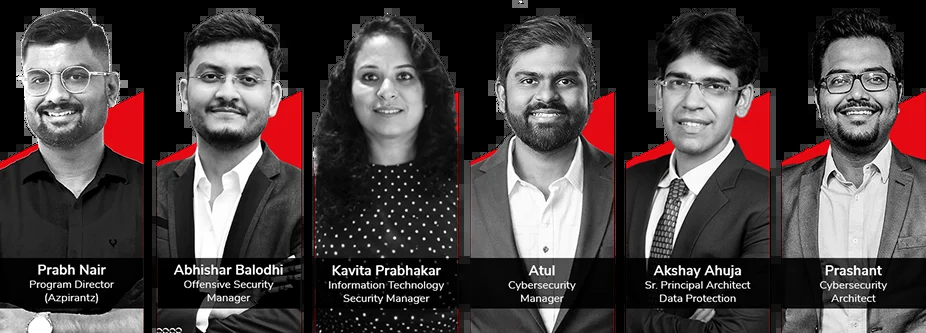 Prabh Nair
Program Director
(Azpirantz)
Abhishar Balodhi
Offensive Security
Manager
Kavita Prabhakar
Information Technology
Security Manager
Atul
Cybersecurity
Manager
Akshay Ahuja
Sr. Principal Architect
Data Protection
Prashant
Cybersecurity
Architect